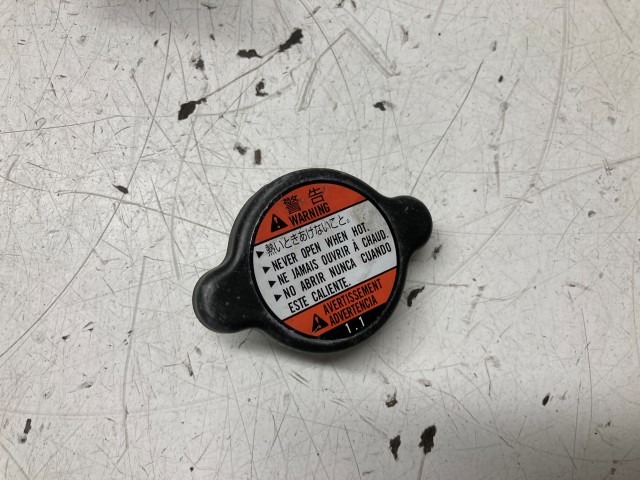 警告
WARNING
▶熱いときあけないこと。
▶NEVER OPEN WHEN HOT.
▶NE JAMAIS OUVRIR À CHAUD.
▶NO ABRIR NUNCA CUANDO
ESTE CALIENTE.
AVERTISSEMENT
ADVERTENCIA
1.1